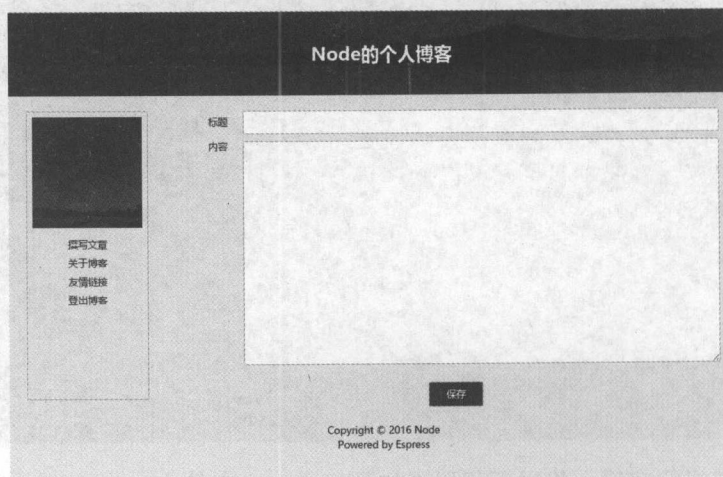 Node的个人博客
标题
内容
撰写文章
关于博客
友情链接
登出博客
保存
Copyright © 2016 Node
Powered by Espress